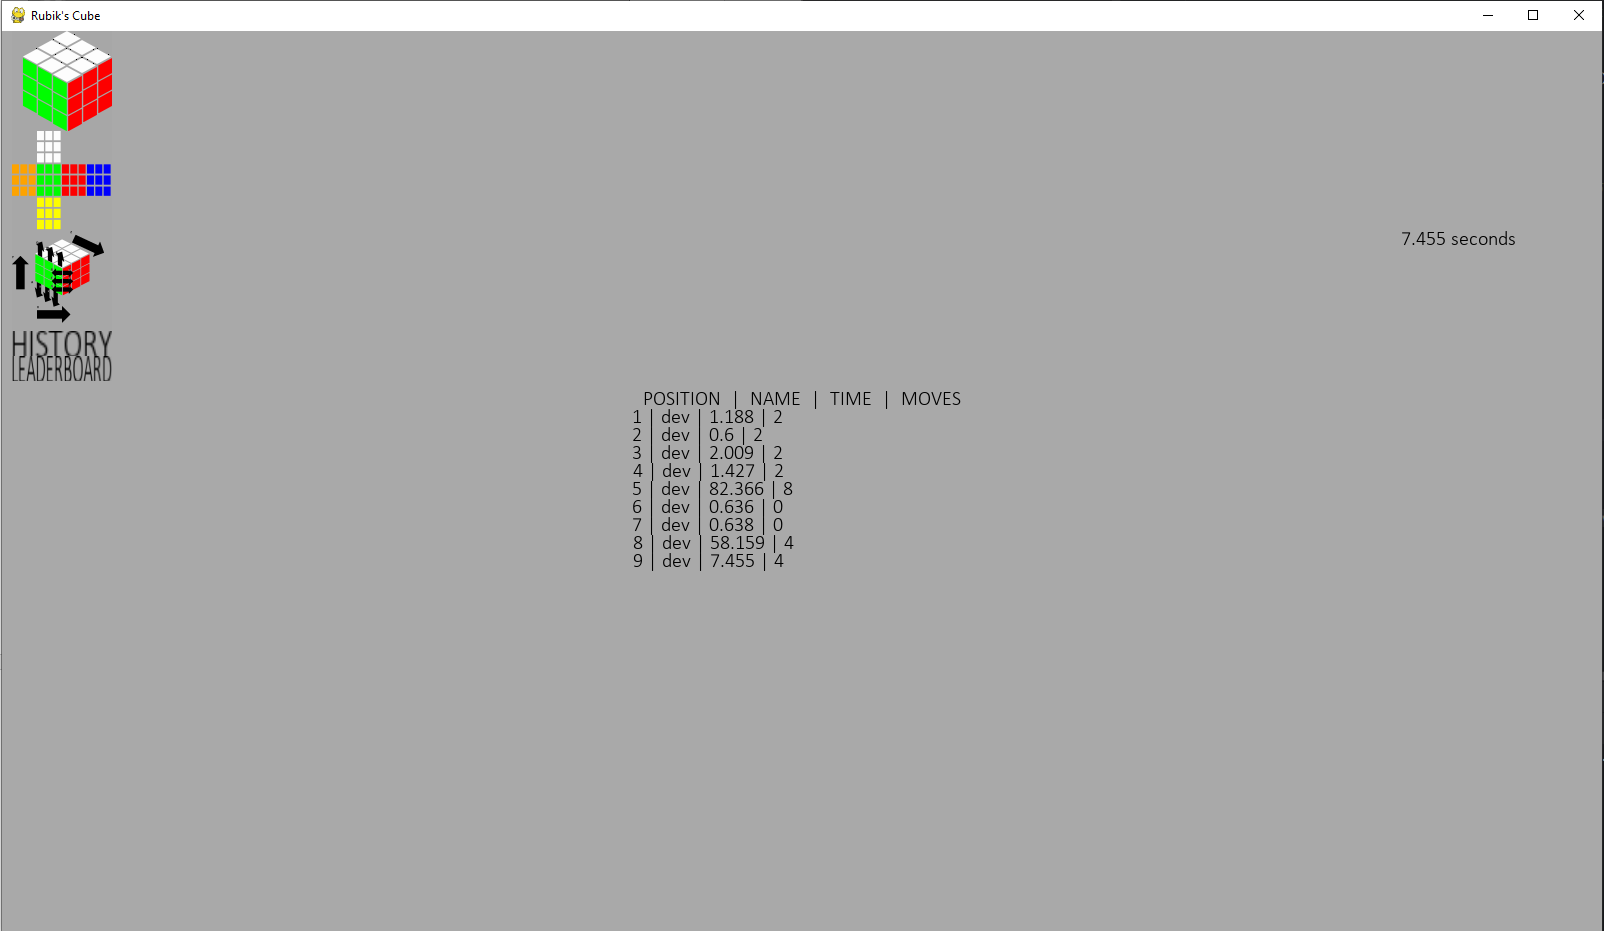 Rubik's Cube
7.455 seconds
HISTORY
LEADERBOARD
POSITION | NAME | TIME | MOVES
1 | dev | 1.188 | 2
2 | dev | 0.6 | 2
3 | dev | 2.009 | 2
4 | dev | 1.427 | 2
5 | dev | 82.366 | 8
6 | dev | 0.636 | 0
7 | dev | 0.638 | 0
8 | dev | 58.159 | 4
9 | dev | 7.455 | 4